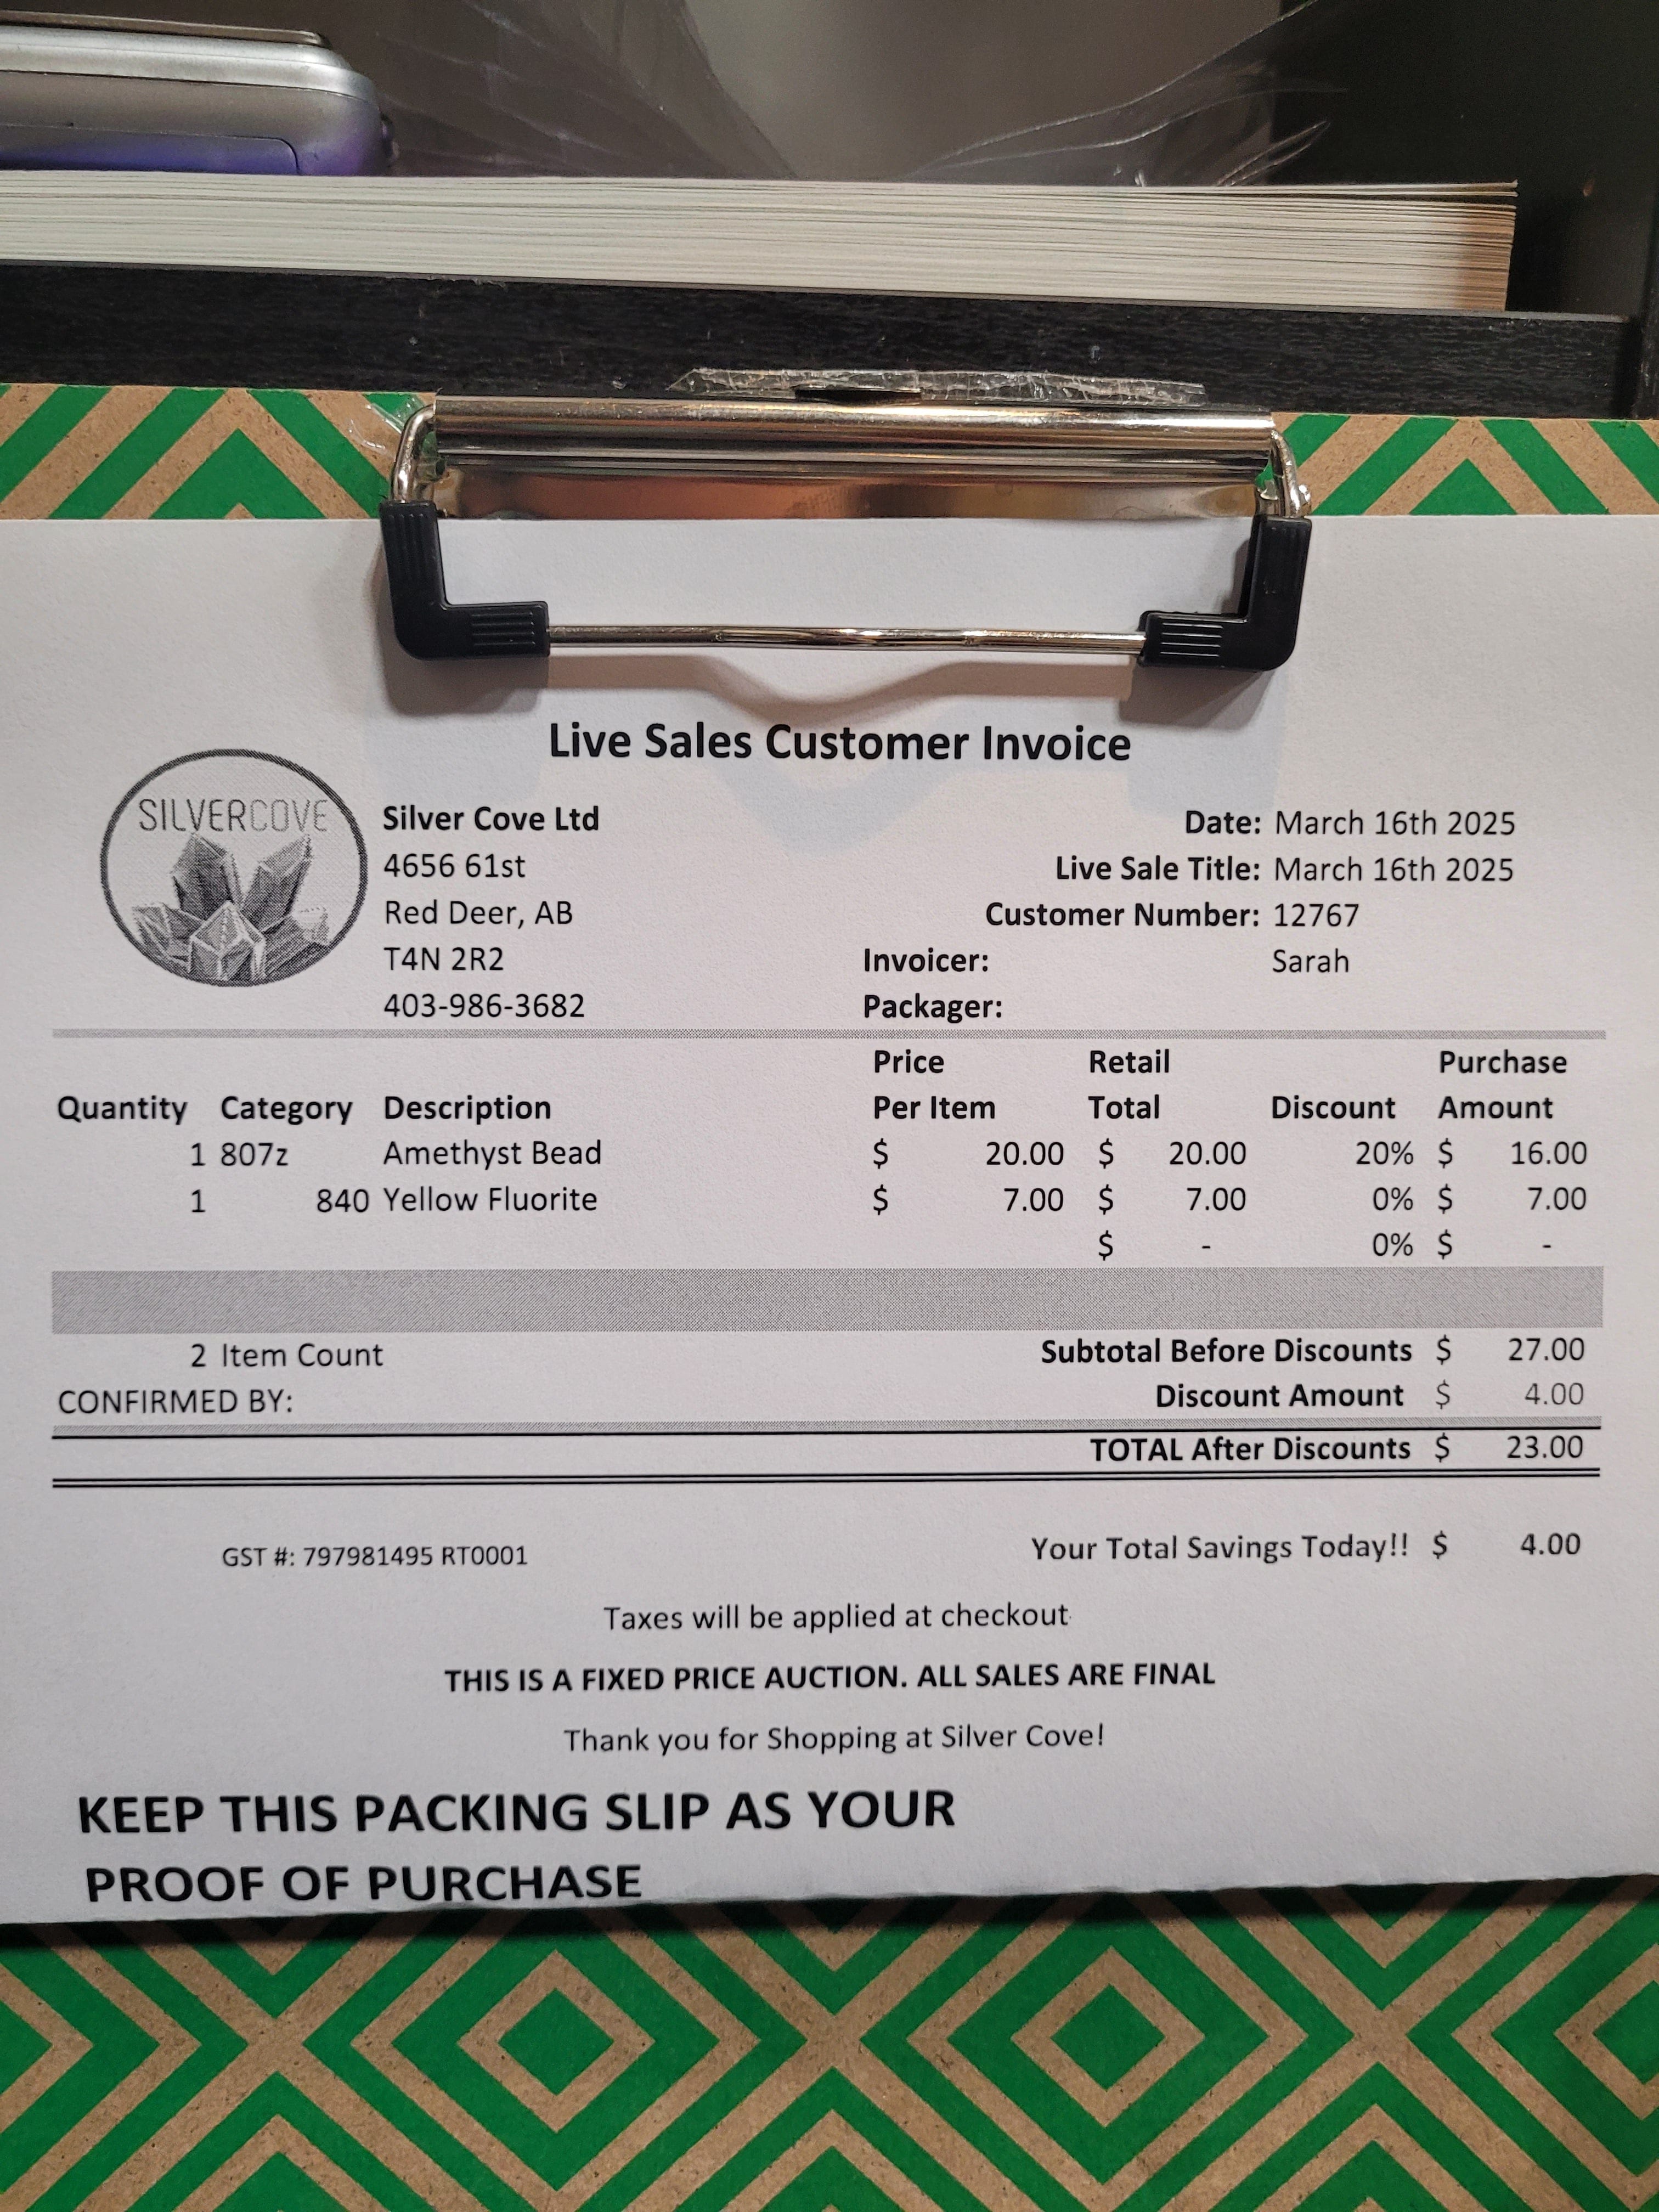 Live Sales Customer Invoice
SILVERCOVE
Silver Cove Ltd
4656 61st
Red Deer, AB
T4N 2R2
403-986-3682
Date: March 16th 2025
Live Sale Title: March 16th 2025
Customer Number: 12767
Invoicer: Sarah
Packager:
Price Retail Purchase
Quantity Category Description Per Item Total Discount Amount
1 807z Amethyst Bead $ 20.00 $ 20.00 20% $ 16.00
1 840 Yellow Fluorite $ 7.00 $ 7.00 0% $ 7.00
$ - 0% $ -
2 Item Count Subtotal Before Discounts $ 27.00
CONFIRMED BY: Discount Amount $ 4.00
TOTAL After Discounts $ 23.00
GST #: 797981495 RT0001 Your Total Savings Today!! $ 4.00
Taxes will be applied at checkout
THIS IS A FIXED PRICE AUCTION. ALL SALES ARE FINAL
Thank you for Shopping at Silver Cove!
KEEP THIS PACKING SLIP AS YOUR
PROOF OF PURCHASE